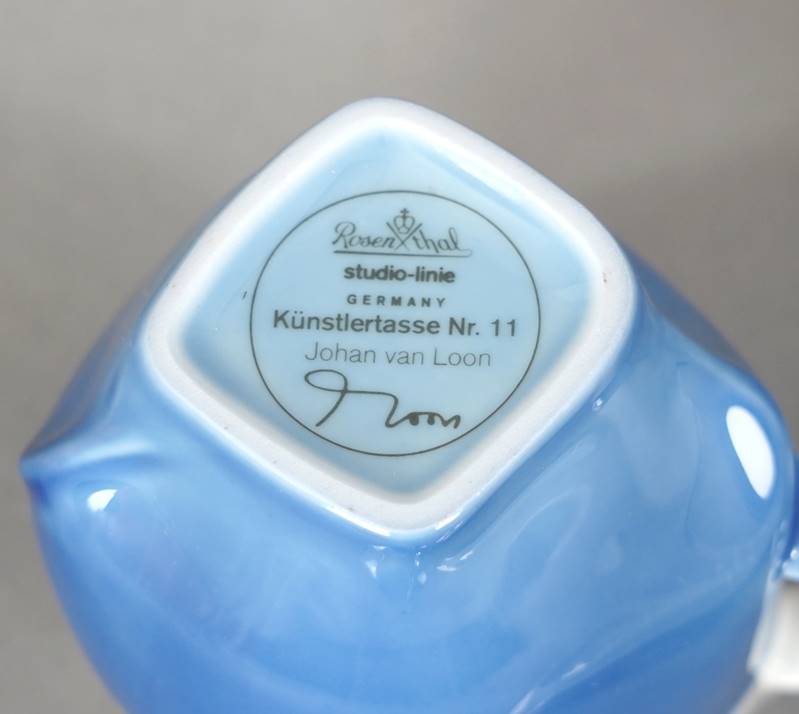 Rosenthal
studio-linie
GERMANY
Künstlertasse Nr. 11
Johan van Loon
Loon